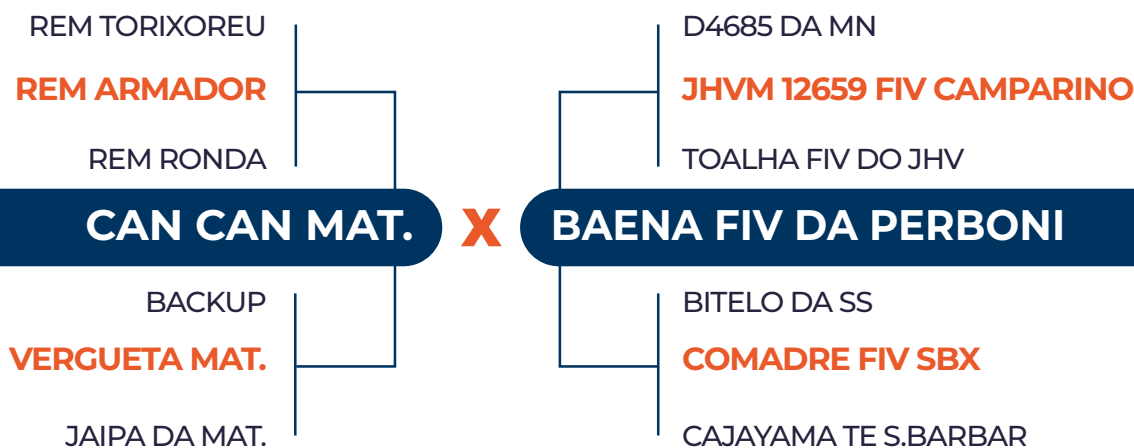 REM TORIXOREU
REM ARMADOR
REM RONDA
CAN CAN MAT.
BACKUP
VERGUETA MAT.
JAIPA DA MAT.
X
D4685 DA MN
JHVM 12659 FIV CAMPARINO
TOALHA FIV DO JHV
BAENA FIV DA PERBONI
BITELO DA SS
COMADRE FIV SBX
CAJAYAMA TE S.BARBAR